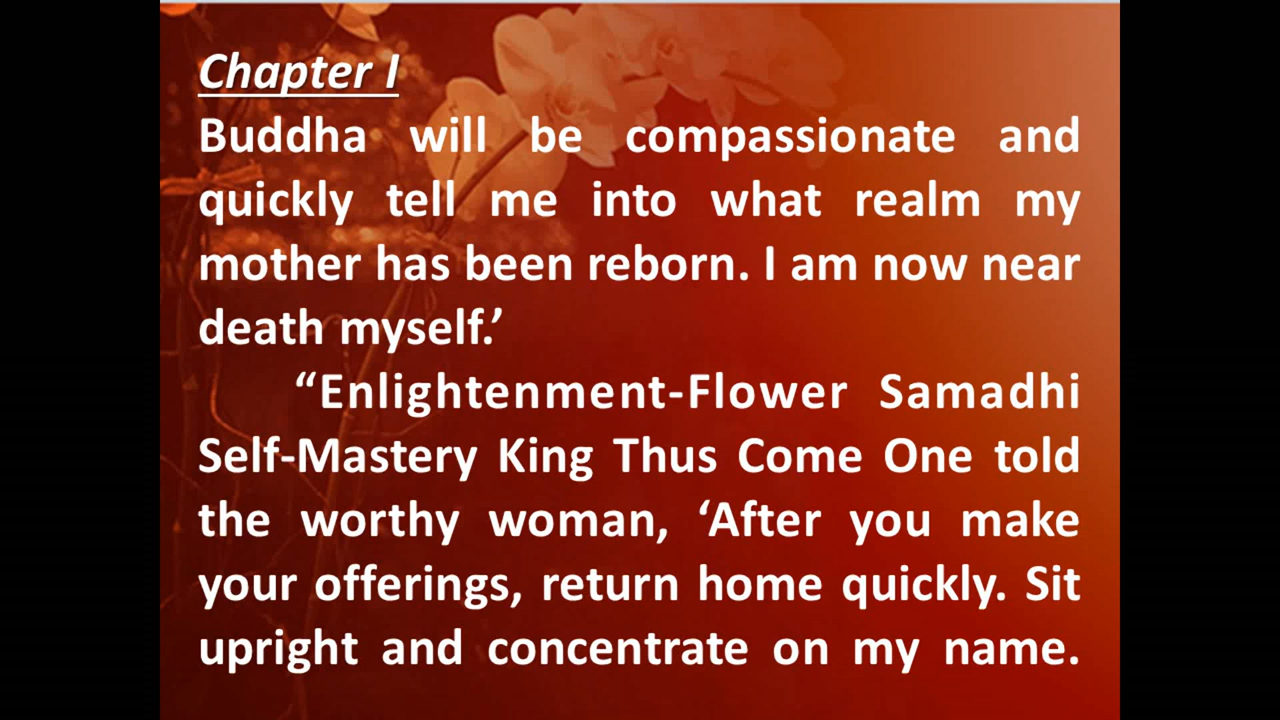 Chapter I
Buddha will be compassionate and
quickly tell me into what realm my
mother has been reborn. I am now near
death myself.’
“Enlightenment-Flower Samadhi
Self-Mastery King Thus Come One told
the worthy woman, ‘After you make
your offerings, return home quickly. Sit
upright and concentrate on my name.